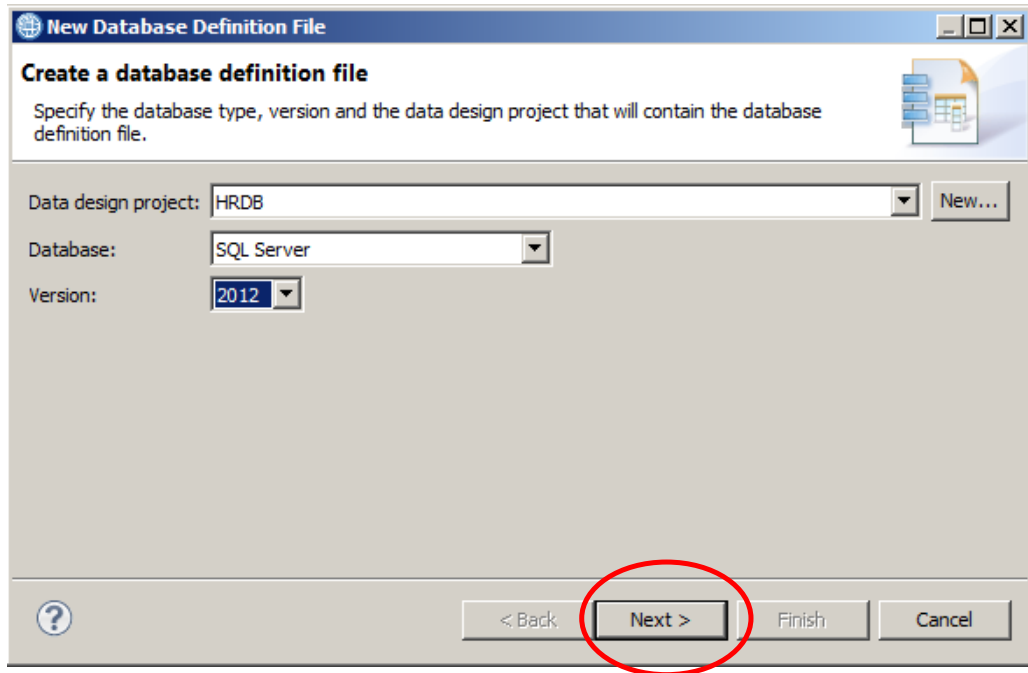 New Database Definition File
Create a database definition file
Specify the database type, version and the data design project that will contain the database
definition file.
Data design project: HRDB New...
Database: SQL Server
Version: 2012
? < Back Next > Finish Cancel